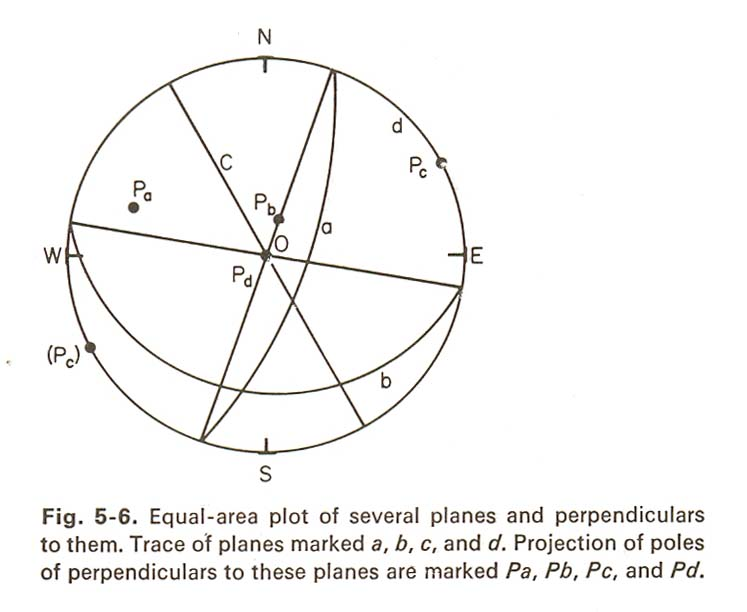 N
d
C
Pc
Pa
Pb
a
O
W
E
Pd
(Pc)
b
S
Fig. 5-6. Equal-area plot of several planes and perpendiculars
to them. Trace of planes marked a, b, c, and d. Projection of poles
of perpendiculars to these planes are marked Pa, Pb, Pc, and Pd.